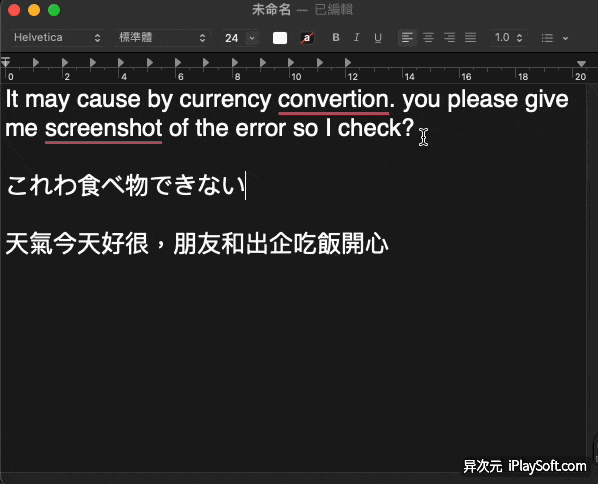 未命名 — 已編輯
Helvetica 標準體 24 a B I U 1.0
0 2 4 6 8 10 12 14 16 18 20
It may cause by currency convertion. you please give
me screenshot of the error so I check?
これわ食べ物できない
天氣今天好很，朋友和出企吃飯開心
异次元 iPlaySoft.com